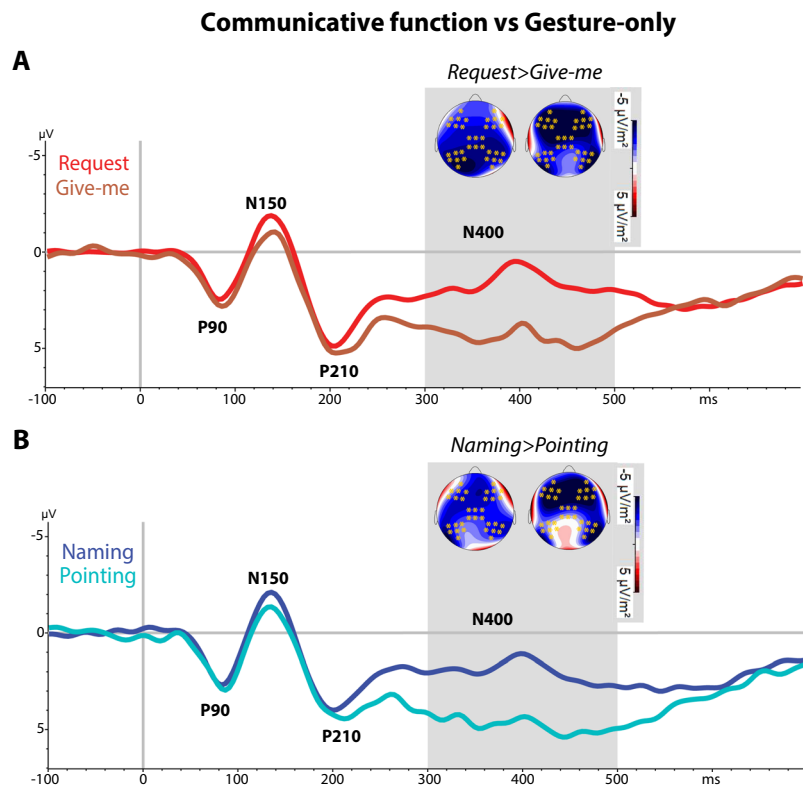 Communicative function vs Gesture-only
A
Request>Give-me
-5 µV/m²
5 µV/m²
µV
-5
Request
Give-me
N150
N400
0
P90
5
P210
-100 0 100 200 300 400 500 ms
B
Naming>Pointing
-5 µV/m²
5 µV/m²
µV
-5
Naming
Pointing
N150
N400
0
P90
5
P210
-100 0 100 200 300 400 500 ms